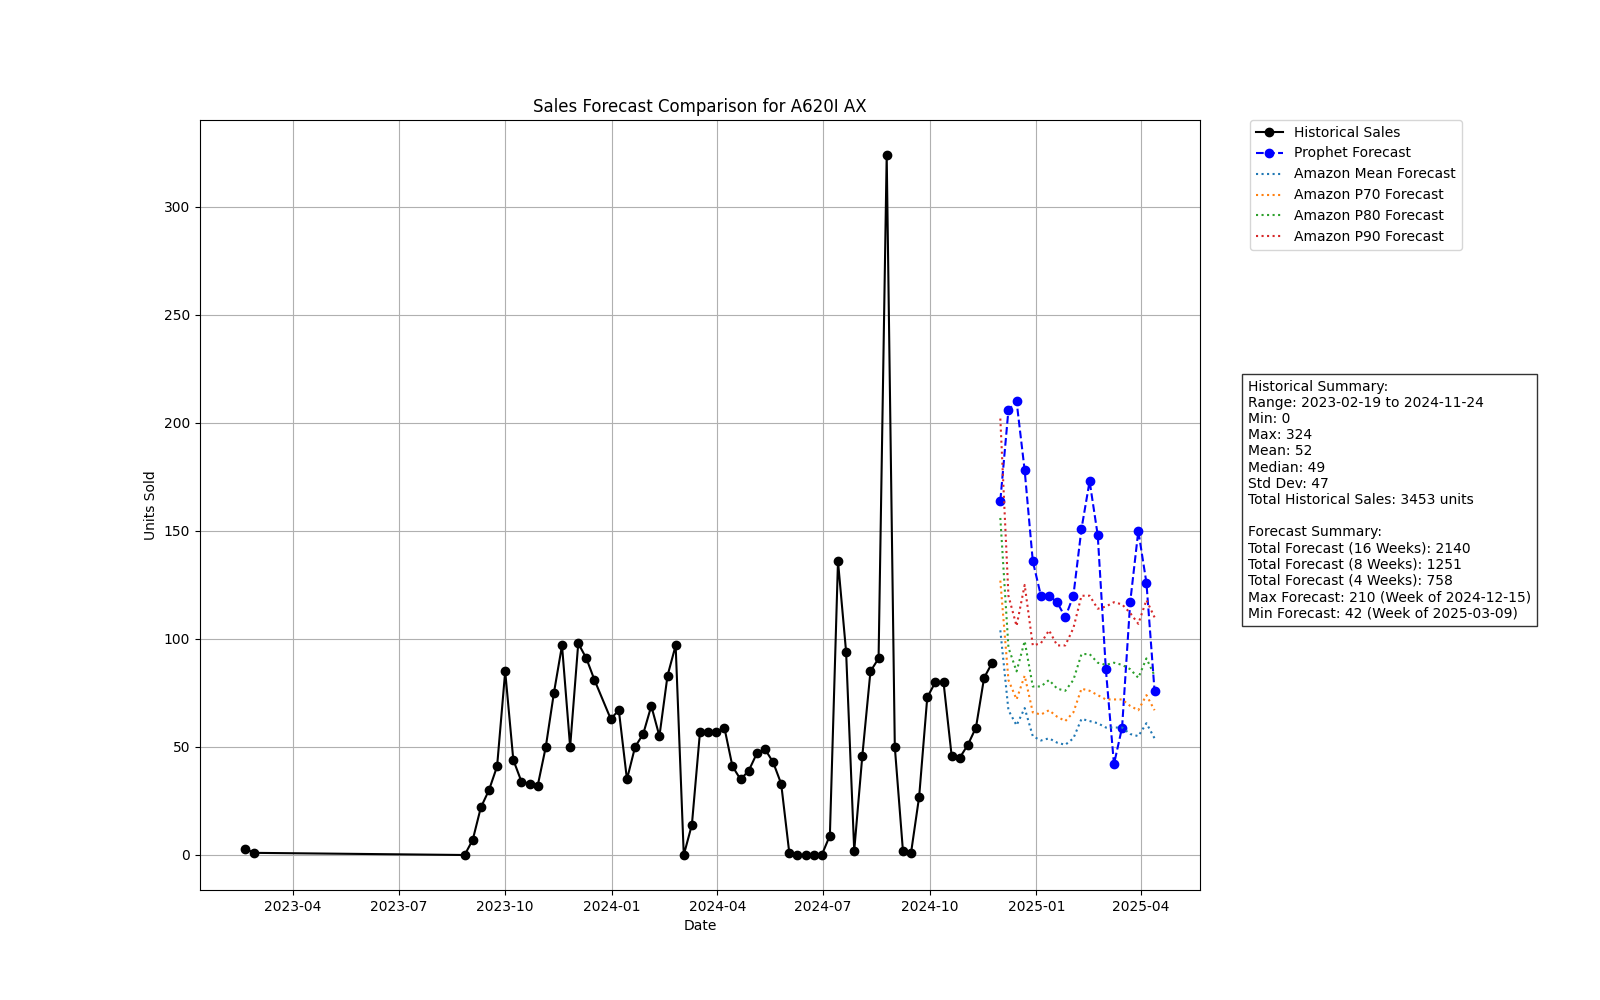 Sales Forecast Comparison for A620I AX
Historical Sales
Prophet Forecast
Amazon Mean Forecast
Amazon P70 Forecast
Amazon P80 Forecast
Amazon P90 Forecast
Units Sold
300
250
200
150
100
50
0
2023-04
2023-07
2023-10
2024-01
2024-04
2024-07
2024-10
2025-01
2025-04
Date
Historical Summary:
Range: 2023-02-19 to 2024-11-24
Min: 0
Max: 324
Mean: 52
Median: 49
Std Dev: 47
Total Historical Sales: 3453 units
Forecast Summary:
Total Forecast (16 Weeks): 2140
Total Forecast (8 Weeks): 1251
Total Forecast (4 Weeks): 758
Max Forecast: 210 (Week of 2024-12-15)
Min Forecast: 42 (Week of 2025-03-09)